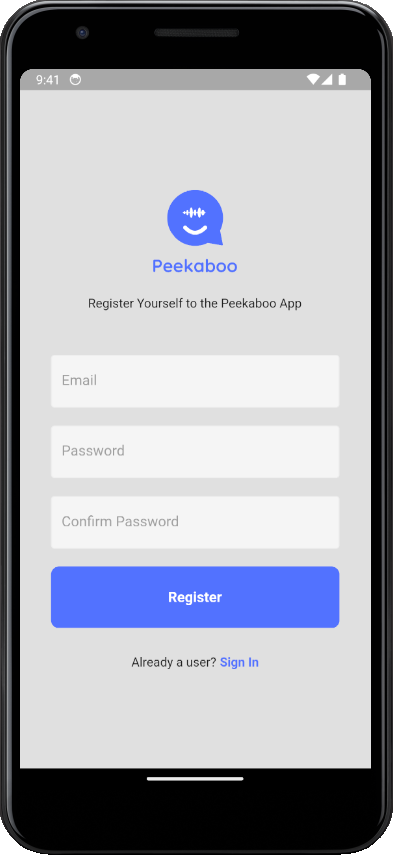 9:41
Peekaboo
Register Yourself to the Peekaboo App
Email
Password
Confirm Password
Register
Already a user? Sign In